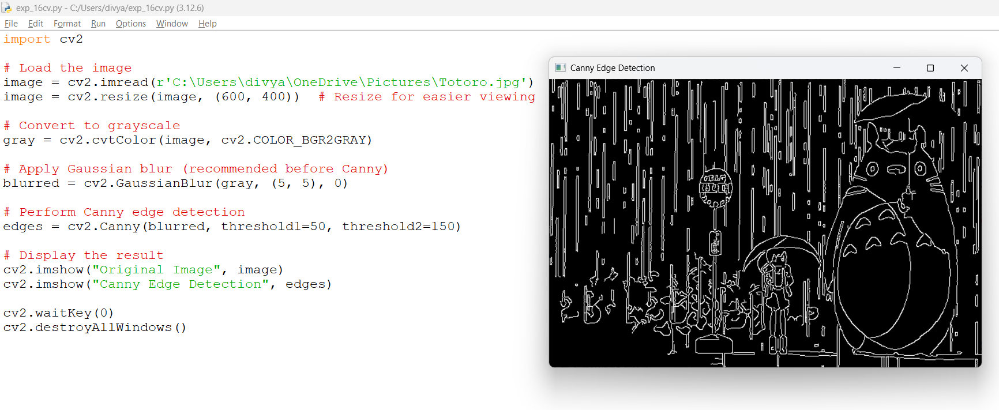 exp_16cv.py - C:/Users/divya/exp_16cv.py (3.12.6)
File Edit Format Run Options Window Help
import cv2
# Load the image
image = cv2.imread(r'C:\Users\divya\OneDrive\Pictures\Totoro.jpg')
image = cv2.resize(image, (600, 400))  # Resize for easier viewing
# Convert to grayscale
gray = cv2.cvtColor(image, cv2.COLOR_BGR2GRAY)
# Apply Gaussian blur (recommended before Canny)
blurred = cv2.GaussianBlur(gray, (5, 5), 0)
# Perform Canny edge detection
edges = cv2.Canny(blurred, threshold1=50, threshold2=150)
# Display the result
cv2.imshow("Original Image", image)
cv2.imshow("Canny Edge Detection", edges)
cv2.waitKey(0)
cv2.destroyAllWindows()
Canny Edge Detection